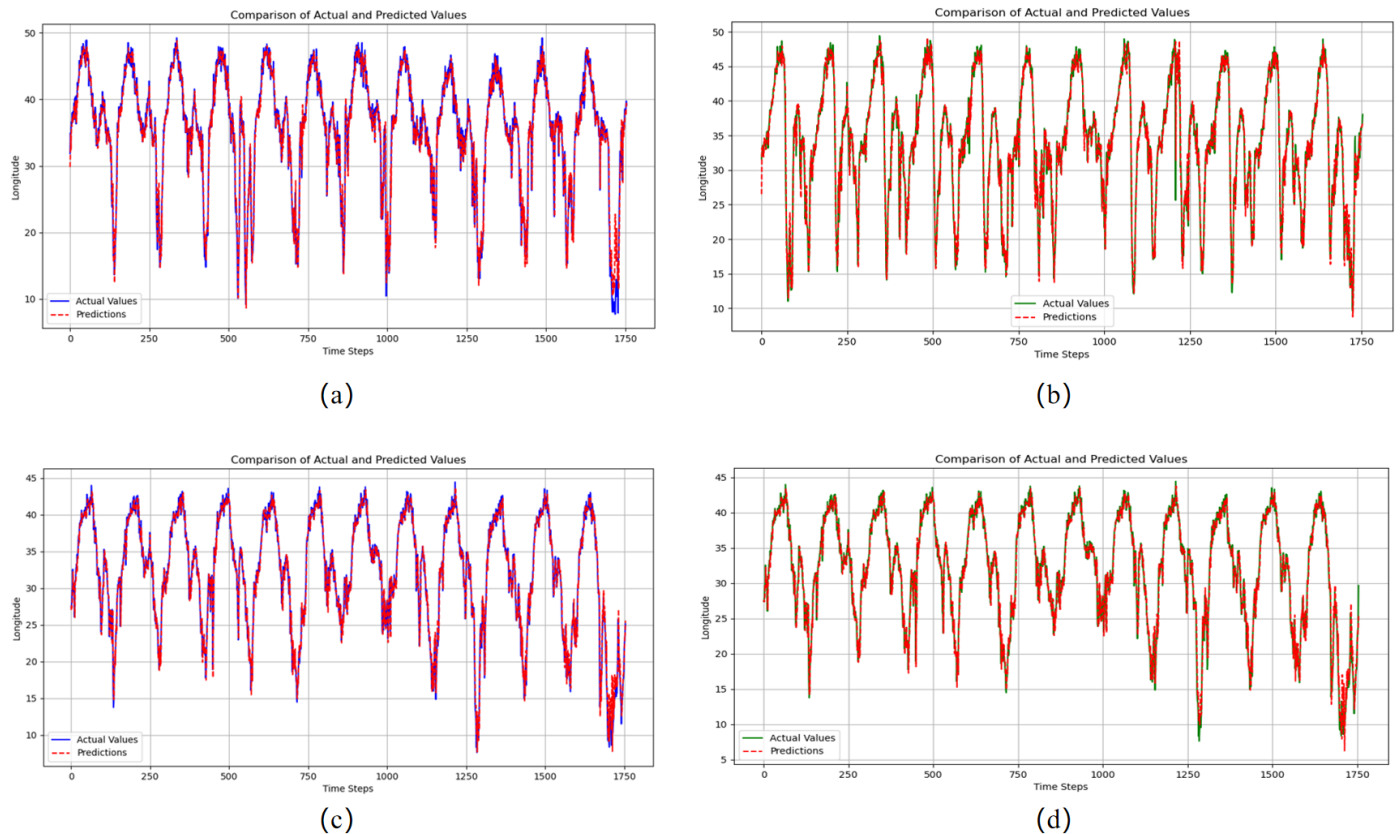 Comparison of Actual and Predicted Values
50
40
30
20
10
Longitude
Actual Values
Predictions
0 250 500 750 1000 1250 1500 1750
Time Steps
(a)
Comparison of Actual and Predicted Values
50
45
40
35
30
25
20
15
10
Longitude
Actual Values
Predictions
0 250 500 750 1000 1250 1500 1750
Time Steps
(b)
Comparison of Actual and Predicted Values
45
40
35
30
25
20
15
10
Longitude
Actual Values
Predictions
0 250 500 750 1000 1250 1500 1750
Time Steps
(c)
Comparison of Actual and Predicted Values
45
40
35
30
25
20
15
10
5
Longitude
Actual Values
Predictions
0 250 500 750 1000 1250 1500 1750
Time Steps
(d)